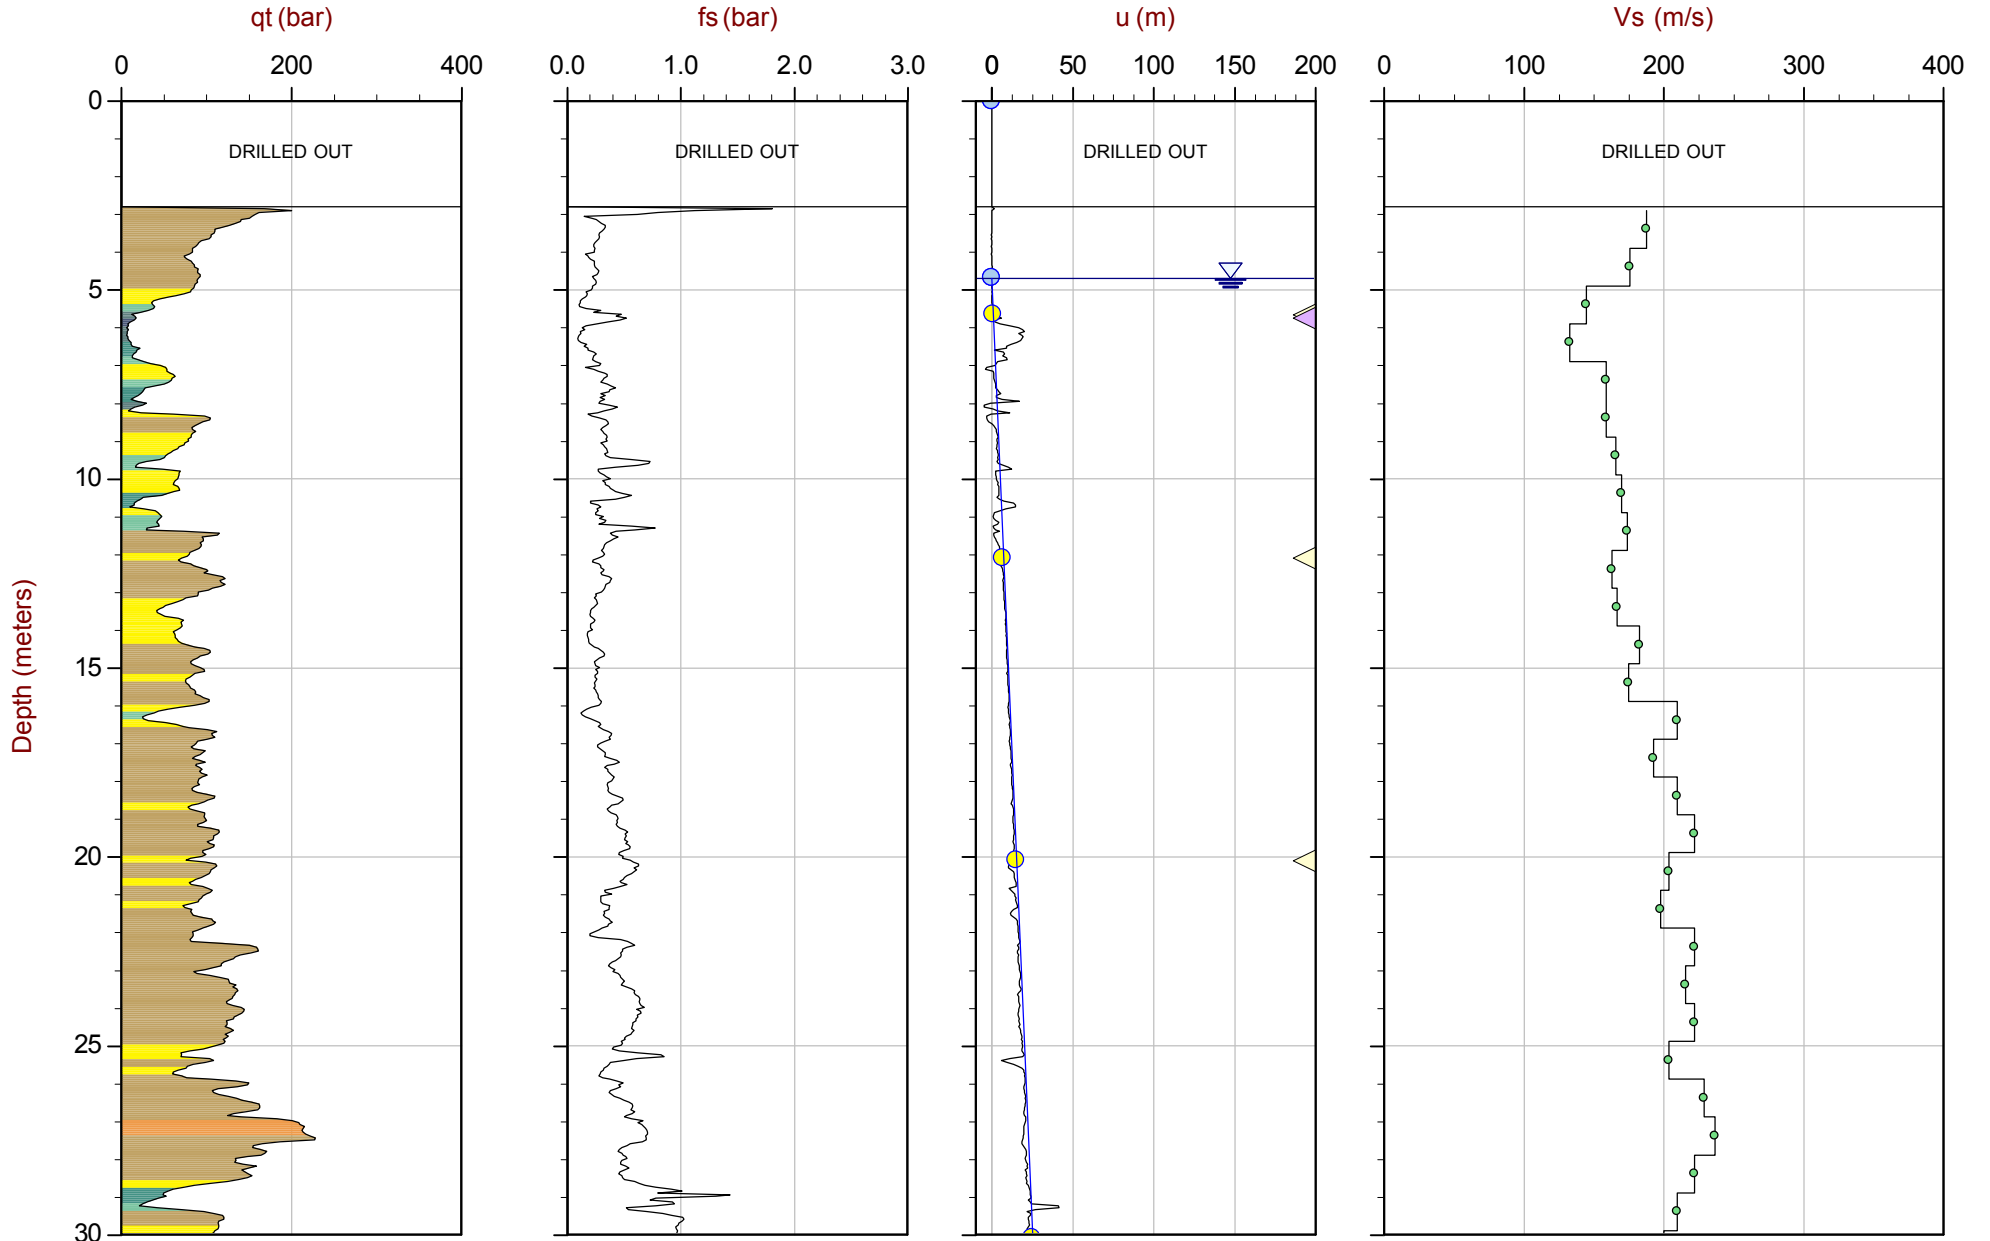 qt (bar) fs (bar) u (m) Vs (m/s)
0 200 400 0.0 1.0 2.0 3.0 0 50 100 150 200 0 100 200 300 400
0
DRILLED OUT DRILLED OUT DRILLED OUT DRILLED OUT
5
10
Depth (meters)
15
20
25
30